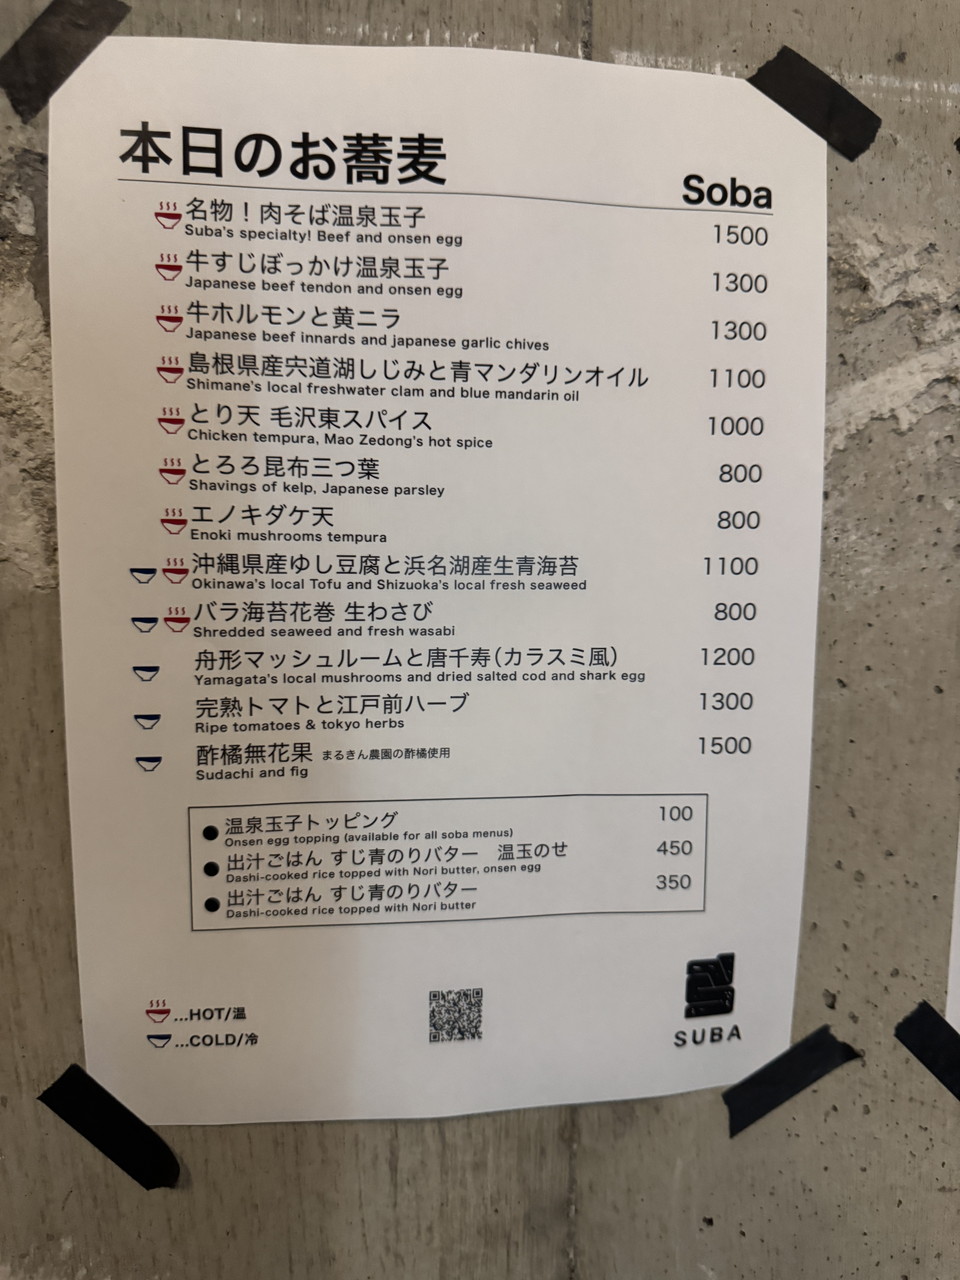 本日のお蕎麦
Soba
名物！肉そば温泉玉子 1500
Suba's specialty! Beef and onsen egg
牛すじぼっかけ温泉玉子 1300
Japanese beef tendon and onsen egg
牛ホルモンと黄ニラ 1300
Japanese beef innards and japanese garlic chives
島根県産宍道湖しじみと青マンダリンオイル 1100
Shimane's local freshwater clam and blue mandarin oil
とり天 毛沢東スパイス 1000
Chicken tempura, Mao Zedong's hot spice
とろろ昆布三つ葉 800
Shavings of kelp, Japanese parsley
エノキダケ天 800
Enoki mushrooms tempura
沖縄県産ゆし豆腐と浜名湖産生青海苔 1100
Okinawa's local Tofu and Shizuoka's local fresh seaweed
バラ海苔花巻 生わさび 800
Shredded seaweed and fresh wasabi
舟形マッシュルームと唐千寿（カラスミ風） 1200
Yamagata's local mushrooms and dried salted cod and shark egg
完熟トマトと江戸前ハーブ 1300
Ripe tomatoes & tokyo herbs
酢橘無花果 まるきん農園の酢橘使用 1500
Sudachi and fig
温泉玉子トッピング 100
Onsen egg topping (available for all soba menus)
出汁ごはん すじ青のりバター 温玉のせ 450
Dashi-cooked rice topped with Nori butter, onsen egg
出汁ごはん すじ青のりバター 350
Dashi-cooked rice topped with Nori butter
...HOT/温
...COLD/冷
SUBA